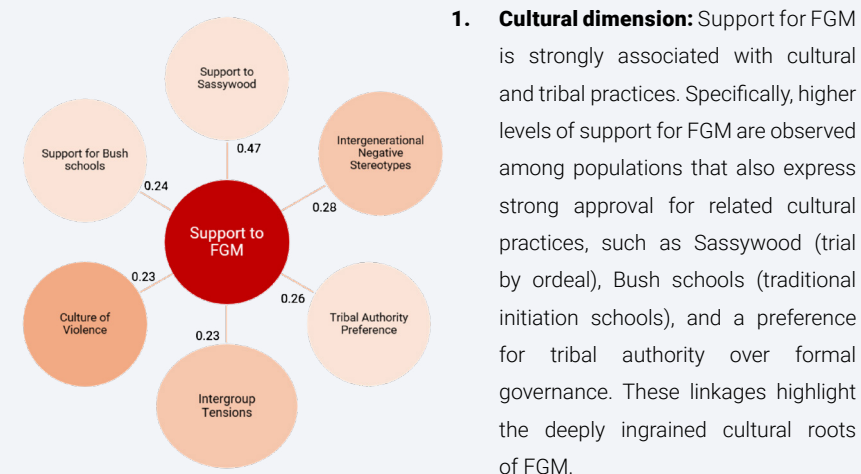 Support to
Sassywood
0.47
Intergenerational
Negative
Stereotypes
0.28
Support for Bush
schools
0.24
Support to
FGM
0.26
Tribal Authority
Preference
0.23
Culture of
Violence
0.23
Intergroup
Tensions
1. Cultural dimension: Support for FGM
is strongly associated with cultural
and tribal practices. Specifically, higher
levels of support for FGM are observed
among populations that also express
strong approval for related cultural
practices, such as Sassywood (trial
by ordeal), Bush schools (traditional
initiation schools), and a preference
for tribal authority over formal
governance. These linkages highlight
the deeply ingrained cultural roots
of FGM.